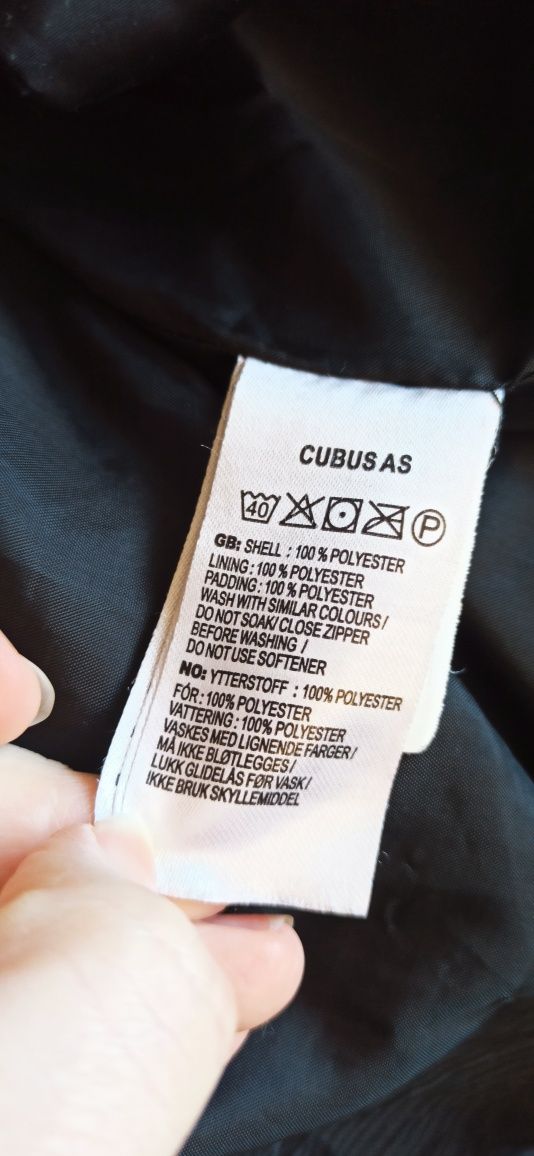 CUBUS AS
40 P
GB: SHELL : 100 % POLYESTER
LINING : 100 % POLYESTER
PADDING : 100 % POLYESTER
WASH WITH SIMILAR COLOURS /
DO NOT SOAK/ CLOSE ZIPPER
BEFORE WASHING /
DO NOT USE SOFTENER
NO: YTTERSTOFF : 100% POLYESTER
FÓR : 100% POLYESTER
VATTERING : 100% POLYESTER
VASKES MED LIGNENDE FARGER/
MÅ IKKE BLØTLEGGES /
LUKK GLIDELÅS FØR VASK/
IKKE BRUK SKYLLEMIDDEL